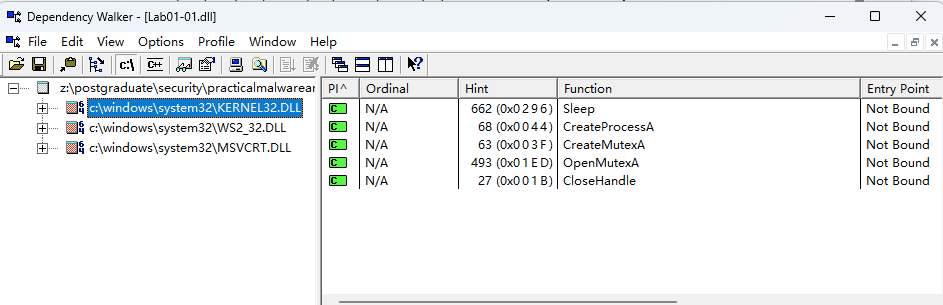 Dependency Walker - [Lab01-01.dll]
File Edit View Options Profile Window Help
c:\ C++
z:\postgraduate\security\practicalmalwarear
c:\windows\system32\KERNEL32.DLL
c:\windows\system32\WS2_32.DLL
c:\windows\system32\MSVCRT.DLL
PI^ Ordinal Hint Function Entry Point
C N/A 662 (0x0296) Sleep Not Bound
C N/A 68 (0x0044) CreateProcessA Not Bound
C N/A 63 (0x003F) CreateMutexA Not Bound
C N/A 493 (0x01ED) OpenMutexA Not Bound
C N/A 27 (0x001B) CloseHandle Not Bound